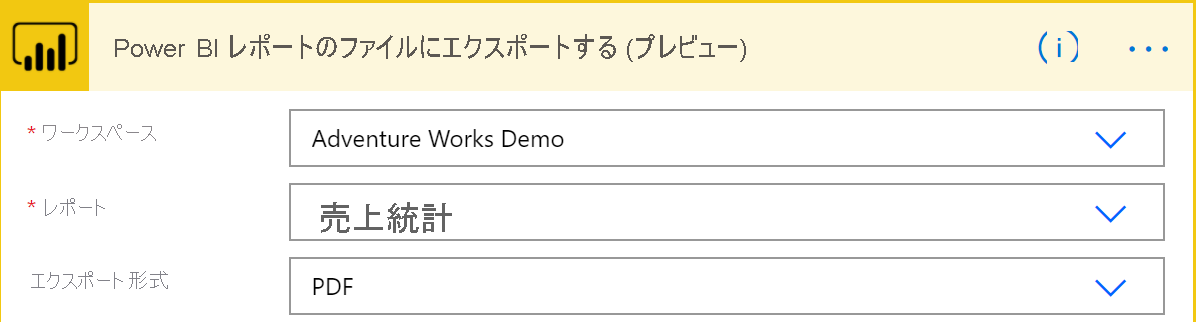 Power BI レポートのファイルにエクスポートする (プレビュー)
(i)
* ワークスペース
Adventure Works Demo
* レポート
売上統計
エクスポート形式
PDF